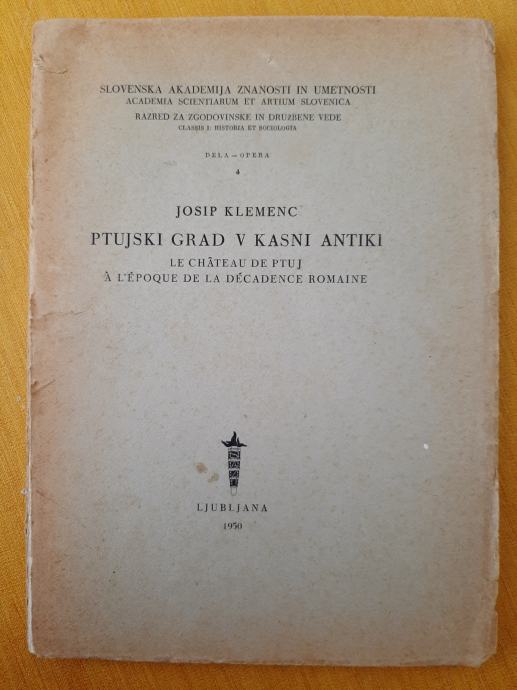 SLOVENSKA AKADEMIJA ZNANOSTI IN UMETNOSTI
ACADEMIA SCIENTIARUM ET ARTIUM SLOVENICA
RAZRED ZA ZGODOVINSKE IN DRUŽBENE VEDE
CLASSIS I: HISTORIA ET SOCIOLOGIA
DELA — OPERA
4
JOSIP KLEMENC
PTUJSKI GRAD V KASNI ANTIKI
LE CHÂTEAU DE PTUJ
À L'ÉPOQUE DE LA DÉCADENCE ROMAINE
LJUBLJANA
1950